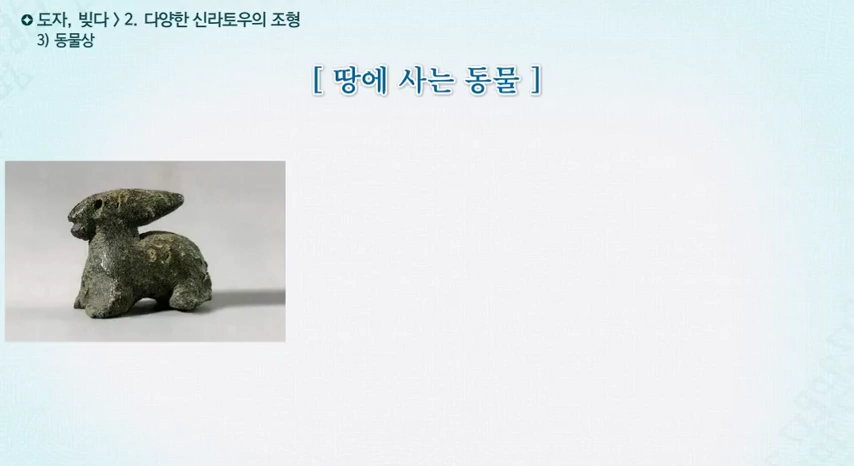 도자, 빚다 > 2. 다양한 신라토우의 조형
3) 동물상
[ 땅에 사는 동물 ]